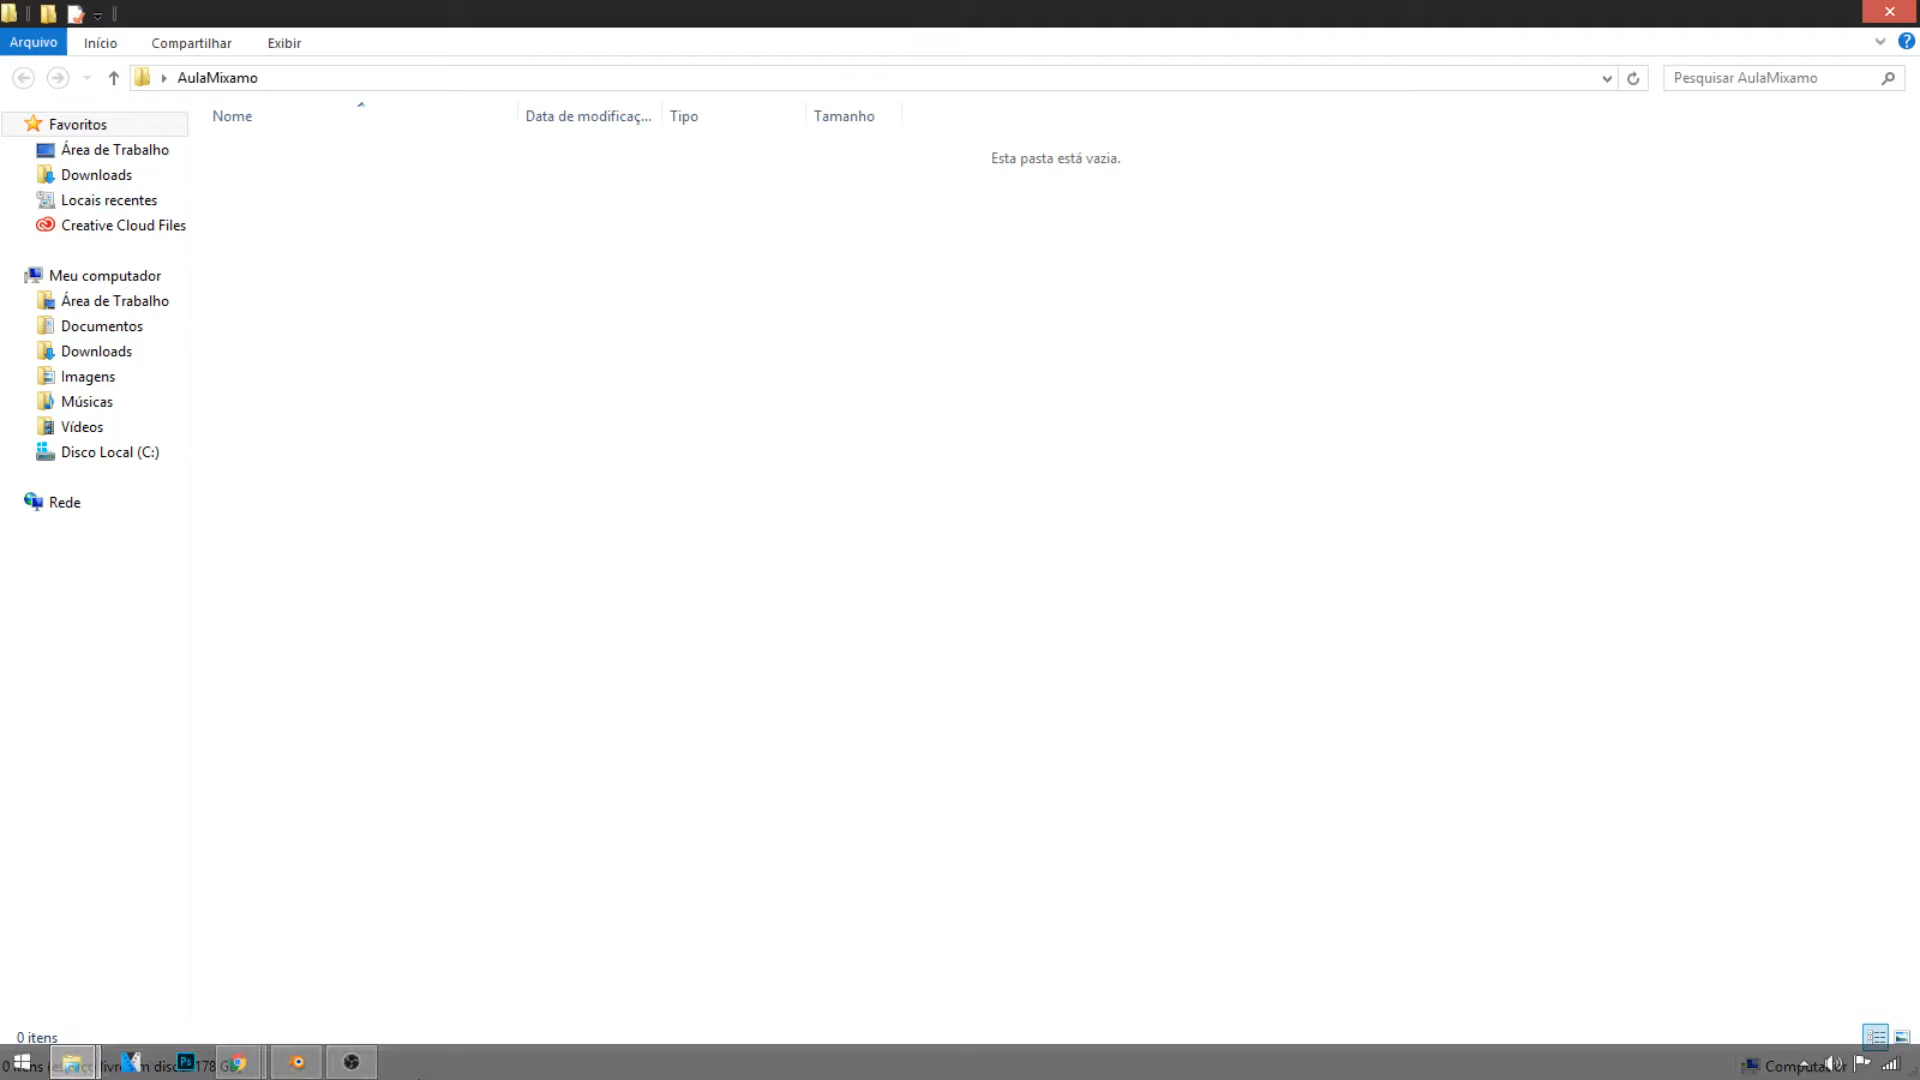 Arquivo Início Compartilhar Exibir
AulaMixamo Pesquisar AulaMixamo
Nome Data de modificaç... Tipo Tamanho
Esta pasta está vazia.
Favoritos
Área de Trabalho
Downloads
Locais recentes
Creative Cloud Files
Meu computador
Área de Trabalho
Documentos
Downloads
Imagens
Músicas
Vídeos
Disco Local (C:)
Rede
0 itens
178